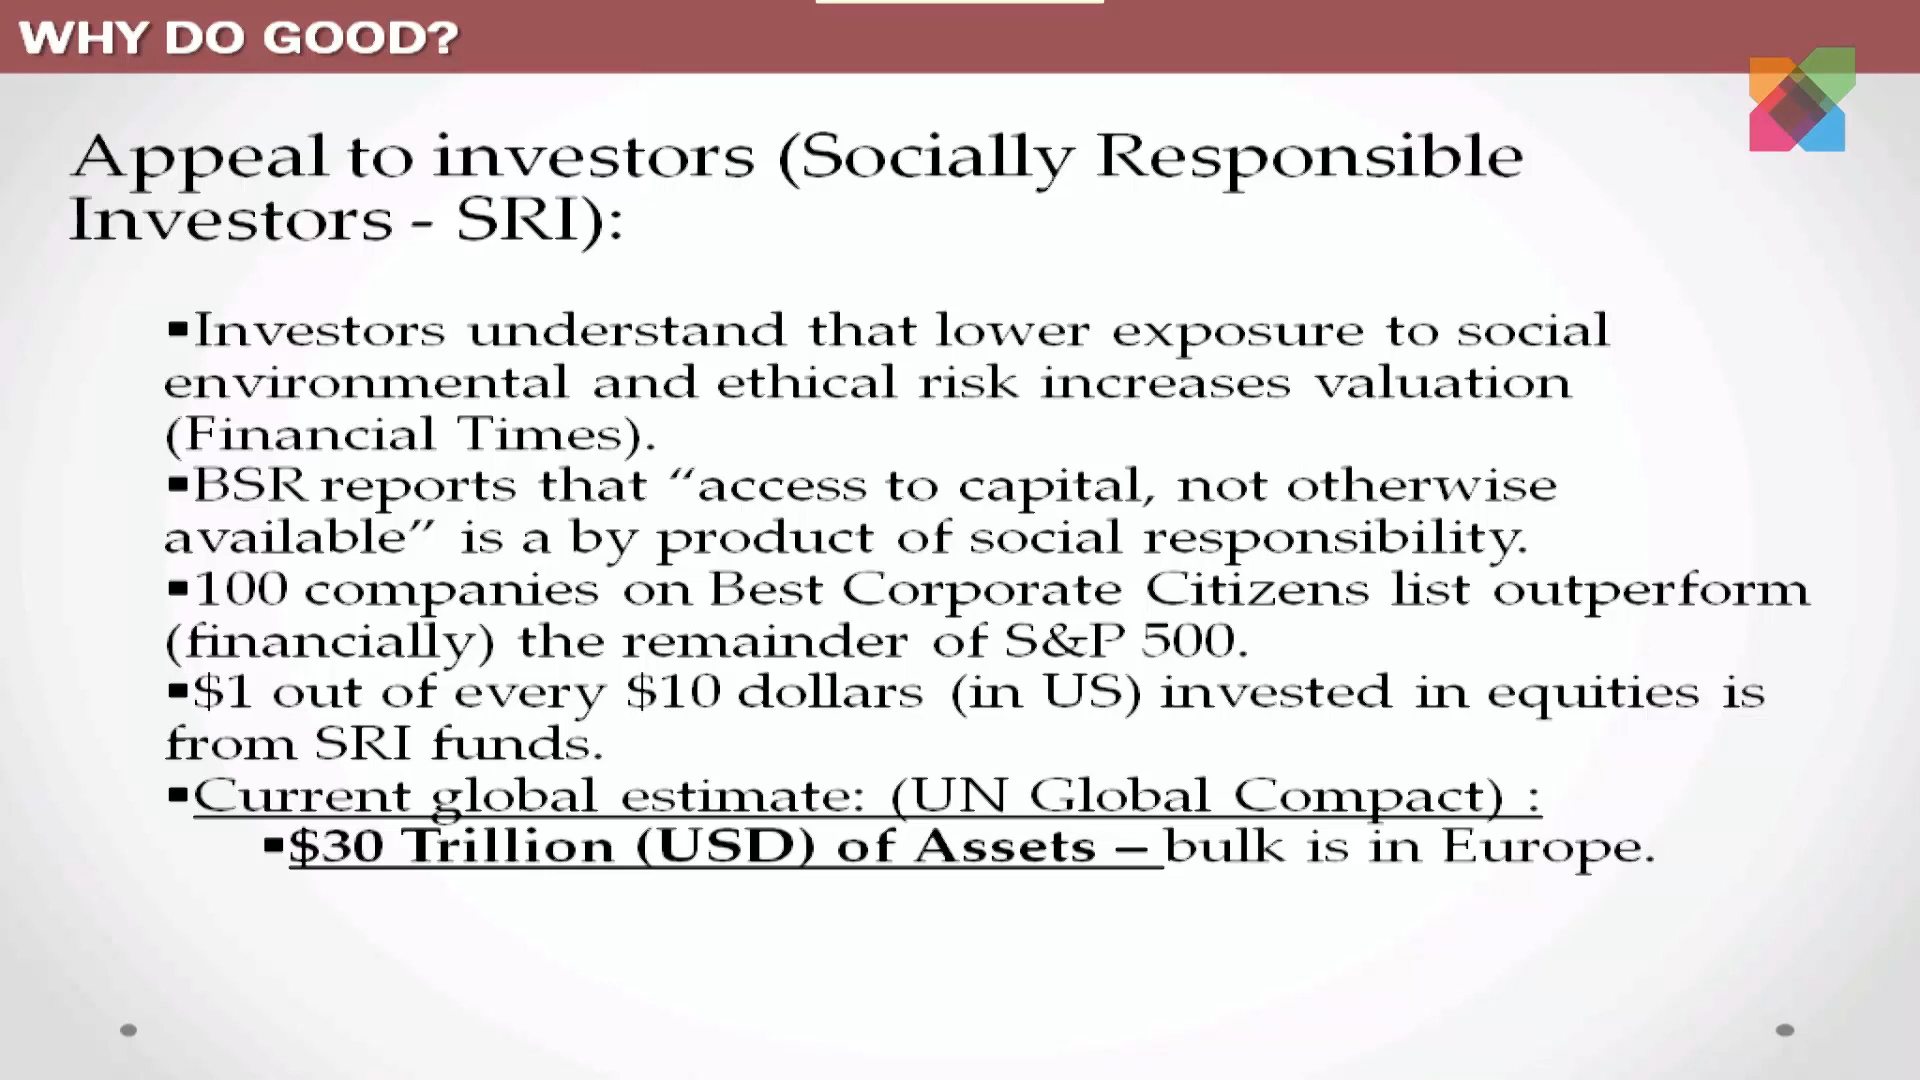 WHY DO GOOD?
Appeal to investors (Socially Responsible
Investors - SRI):
▪Investors understand that lower exposure to social
environmental and ethical risk increases valuation
(Financial Times).
▪BSR reports that “access to capital, not otherwise
available” is a by product of social responsibility.
▪100 companies on Best Corporate Citizens list outperform
(financially) the remainder of S&P 500.
▪$1 out of every $10 dollars (in US) invested in equities is
from SRI funds.
▪Current global estimate: (UN Global Compact) :
▪$30 Trillion (USD) of Assets – bulk is in Europe.